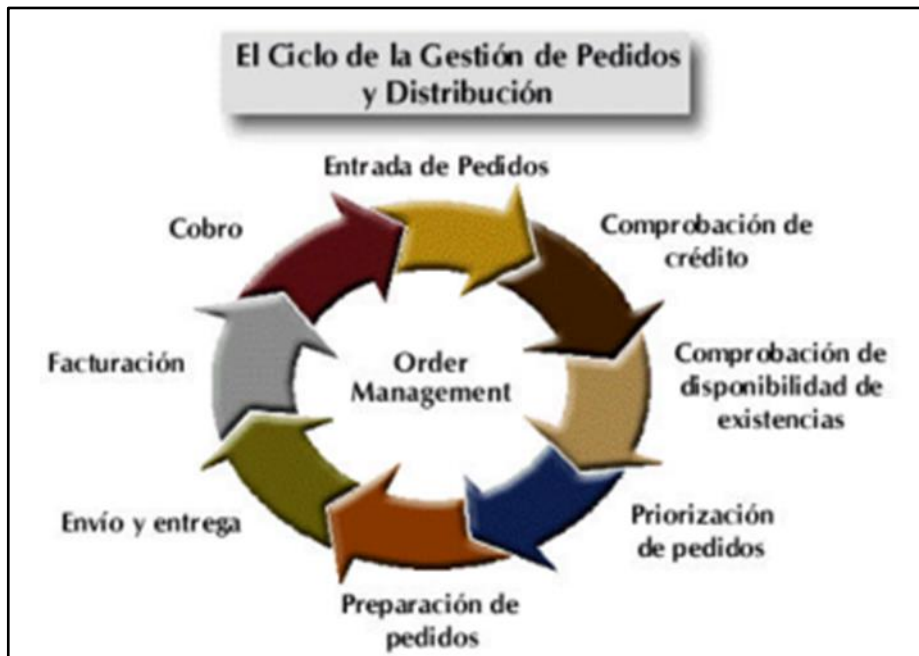 El Ciclo de la Gestión de Pedidos
y Distribución
Entrada de Pedidos
Comprobación de
crédito
Comprobación de
disponibilidad de
existencias
Priorización
de pedidos
Preparación de
pedidos
Envío y entrega
Facturación
Cobro
Order
Management